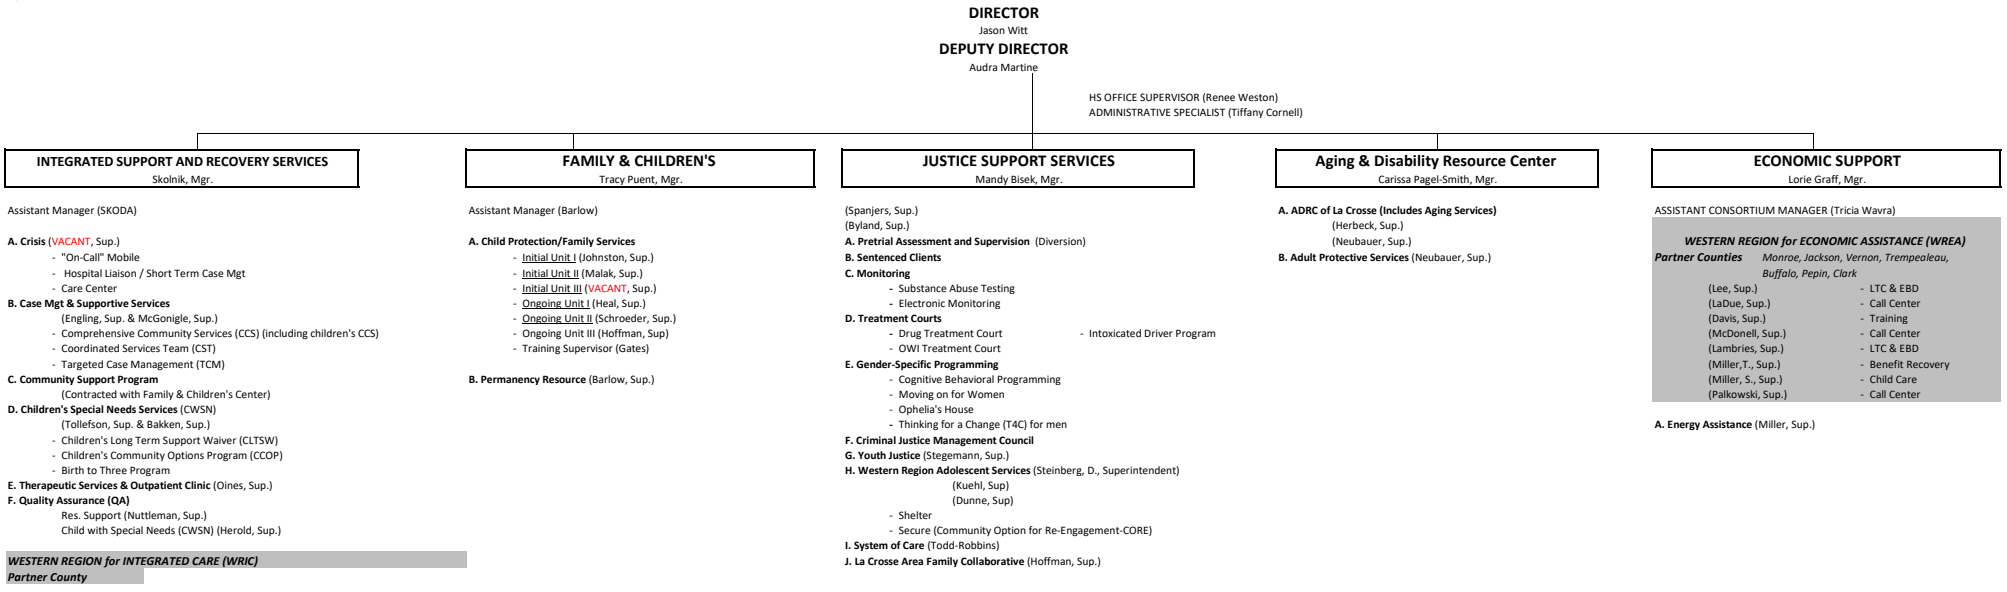 DIRECTOR
Jason Witt
DEPUTY DIRECTOR
Audra Martine
HS OFFICE SUPERVISOR (Renee Weston)
ADMINISTRATIVE SPECIALIST (Tiffany Cornell)
INTEGRATED SUPPORT AND RECOVERY SERVICES
Skolnik, Mgr.
Assistant Manager (SKODA)
A. Crisis (VACANT, Sup.)
- "On-Call" Mobile
- Hospital Liaison / Short Term Case Mgt
- Care Center
B. Case Mgt & Supportive Services
(Engling, Sup. & McGonigle, Sup.)
- Comprehensive Community Services (CCS) (including children's CCS)
- Coordinated Services Team (CST)
- Targeted Case Management (TCM)
C. Community Support Program
(Contracted with Family & Children's Center)
D. Children's Special Needs Services (CWSN)
(Tollefson, Sup. & Bakken, Sup.)
- Children's Long Term Support Waiver (CLTSW)
- Children's Community Options Program (CCOP)
- Birth to Three Program
E. Therapeutic Services & Outpatient Clinic (Oines, Sup.)
F. Quality Assurance (QA)
Res. Support (Nuttleman, Sup.)
Child with Special Needs (CWSN) (Herold, Sup.)
WESTERN REGION for INTEGRATED CARE (WRIC)
Partner County
FAMILY & CHILDREN'S
Tracy Puent, Mgr.
Assistant Manager (Barlow)
A. Child Protection/Family Services
- Initial Unit I (Johnston, Sup.)
- Initial Unit II (Malak, Sup.)
- Initial Unit III (VACANT, Sup.)
- Ongoing Unit I (Heal, Sup.)
- Ongoing Unit II (Schroeder, Sup.)
- Ongoing Unit III (Hoffman, Sup)
- Training Supervisor (Gates)
B. Permanency Resource (Barlow, Sup.)
JUSTICE SUPPORT SERVICES
Mandy Bisek, Mgr.
(Spanjers, Sup.)
(Byland, Sup.)
A. Pretrial Assessment and Supervision (Diversion)
B. Sentenced Clients
C. Monitoring
- Substance Abuse Testing
- Electronic Monitoring
D. Treatment Courts
- Drug Treatment Court - Intoxicated Driver Program
- OWI Treatment Court
E. Gender-Specific Programming
- Cognitive Behavioral Programming
- Moving on for Women
- Ophelia's House
- Thinking for a Change (T4C) for men
F. Criminal Justice Management Council
G. Youth Justice (Stegemann, Sup.)
H. Western Region Adolescent Services (Steinberg, D., Superintendent)
(Kuehl, Sup)
(Dunne, Sup)
- Shelter
- Secure (Community Option for Re-Engagement-CORE)
I. System of Care (Todd-Robbins)
J. La Crosse Area Family Collaborative (Hoffman, Sup.)
Aging & Disability Resource Center
Carissa Pagel-Smith, Mgr.
A. ADRC of La Crosse (Includes Aging Services)
(Herbeck, Sup.)
(Neubauer, Sup.)
B. Adult Protective Services (Neubauer, Sup.)
ECONOMIC SUPPORT
Lorie Graff, Mgr.
ASSISTANT CONSORTIUM MANAGER (Tricia Wavra)
WESTERN REGION for ECONOMIC ASSISTANCE (WREA)
Partner Counties Monroe, Jackson, Vernon, Trempealeau,
Buffalo, Pepin, Clark
(Lee, Sup.) - LTC & EBD
(LaDue, Sup.) - Call Center
(Davis, Sup.) - Training
(McDonell, Sup.) - Call Center
(Lambries, Sup.) - LTC & EBD
(Miller,T., Sup.) - Benefit Recovery
(Miller, S., Sup.) - Child Care
(Palkowski, Sup.) - Call Center
A. Energy Assistance (Miller, Sup.)